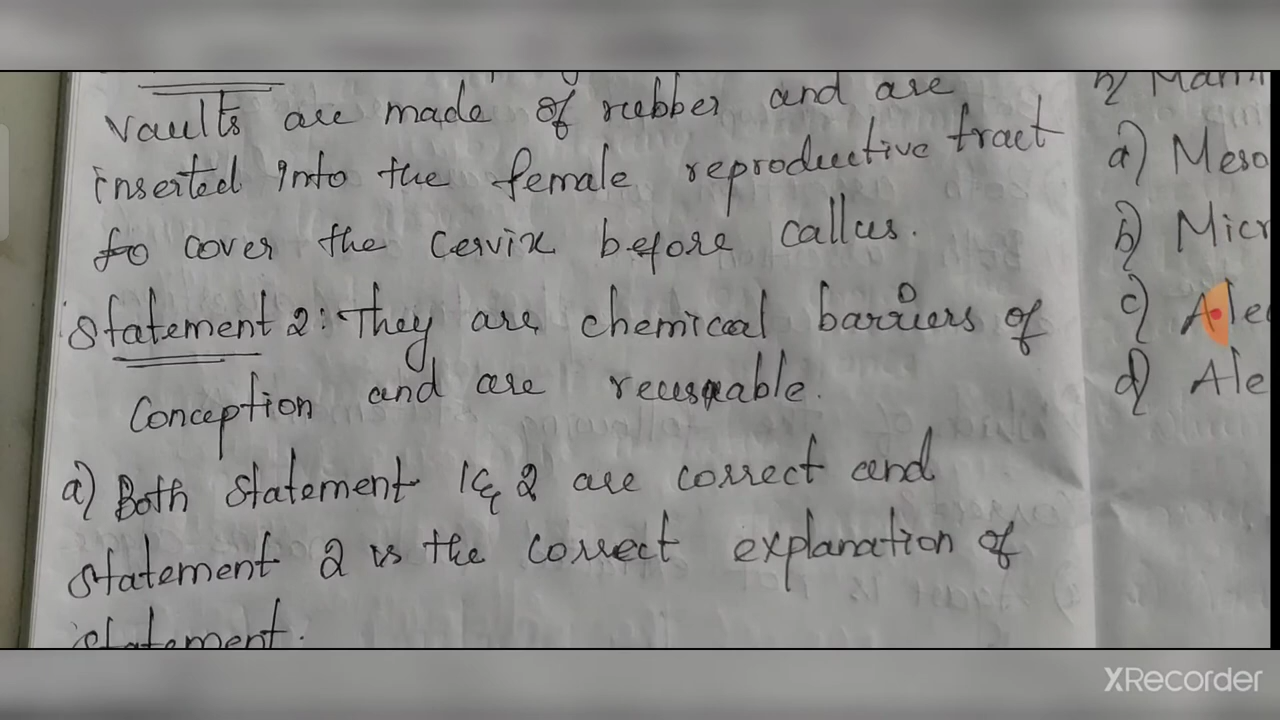 vaults are made of rubber and are
inserted into the female reproductive tract
to cover the cervix before callus.
Statement 2: They are chemical barriers of
conception and are reusable.
a) Both Statement 1 & 2 are correct and
statement 2 is the correct explanation of
statement.
a) Meso
b) Micr
c) Ale
d) Ale
XRecorder